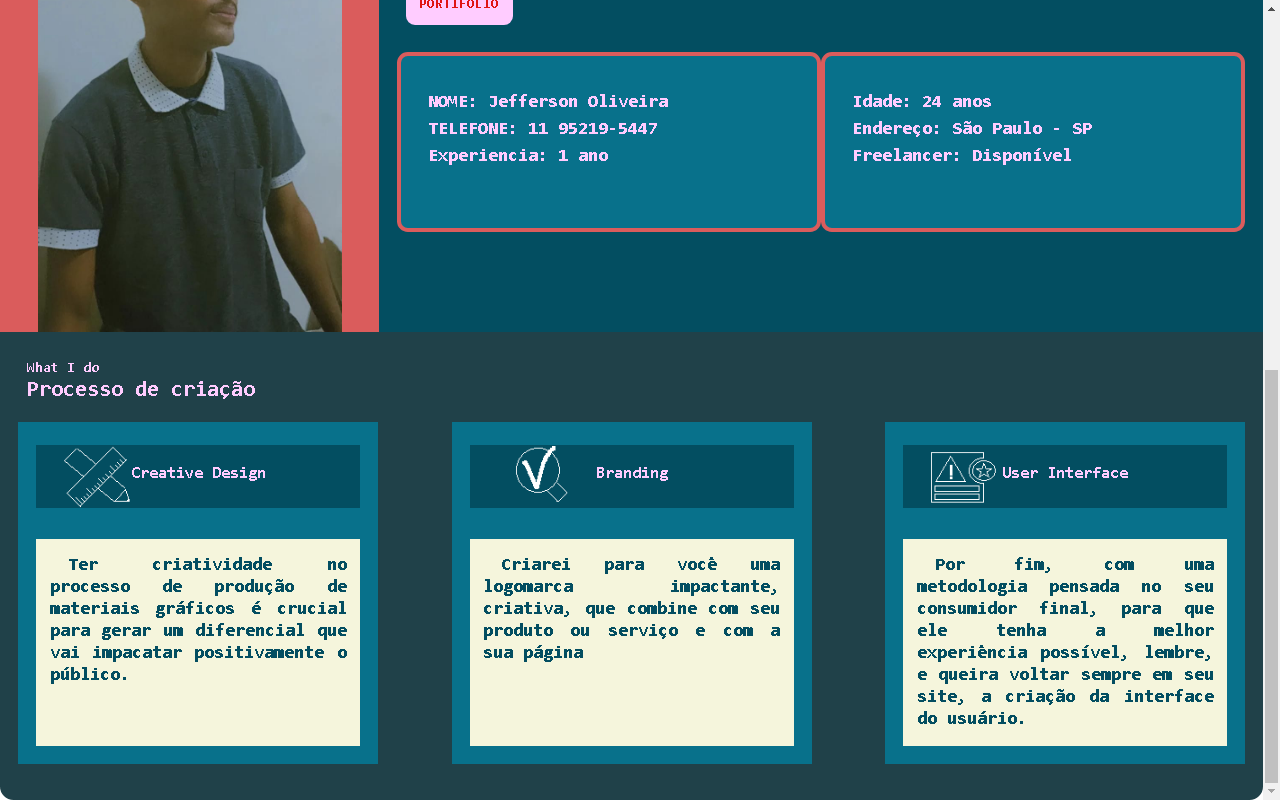 PORTIFOLIO
NOME: Jefferson Oliveira
TELEFONE: 11 95219-5447
Experiencia: 1 ano
Idade: 24 anos
Endereço: São Paulo - SP
Freelancer: Disponível
What I do
Processo de criação
Creative Design
Ter criatividade no
processo de produção de
materiais gráficos é crucial
para gerar um diferencial que
vai impacatar positivamente o
público.
Branding
Criarei para você uma
logomarca impactante,
criativa, que combine com seu
produto ou serviço e com a
sua página
User Interface
Por fim, com uma
metodologia pensada no seu
consumidor final, para que
ele tenha a melhor
experiência possível, lembre,
e queira voltar sempre em seu
site, a criação da interface
do usuário.